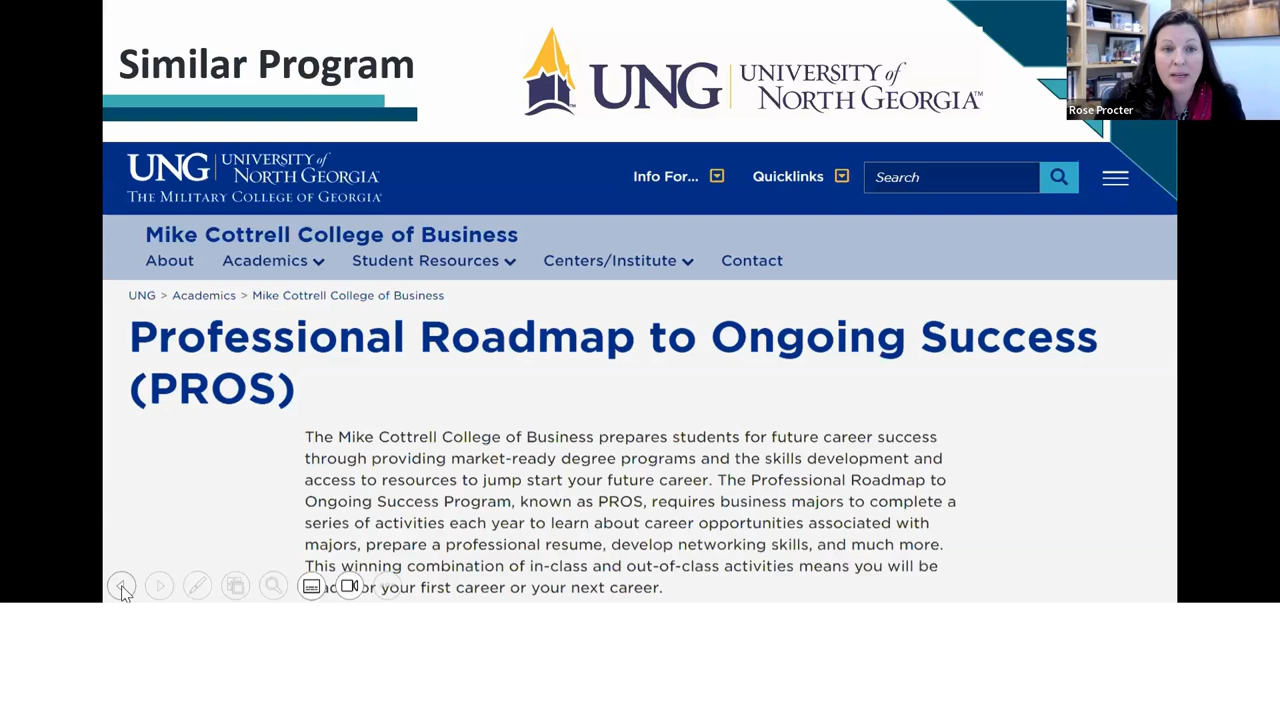 Similar Program
UNG UNIVERSITY of NORTH GEORGIA™
Rose Procter
UNG UNIVERSITY of NORTH GEORGIA
THE MILITARY COLLEGE OF GEORGIA
Info For...
Quicklinks
Search
Mike Cottrell College of Business
About Academics Student Resources Centers/Institute Contact
UNG > Academics > Mike Cottrell College of Business
Professional Roadmap to Ongoing Success
(PROS)
The Mike Cottrell College of Business prepares students for future career success
through providing market-ready degree programs and the skills development and
access to resources to jump start your future career. The Professional Roadmap to
Ongoing Success Program, known as PROS, requires business majors to complete a
series of activities each year to learn about career opportunities associated with
majors, prepare a professional resume, develop networking skills, and much more.
This winning combination of in-class and out-of-class activities means you will be
your first career or your next career.